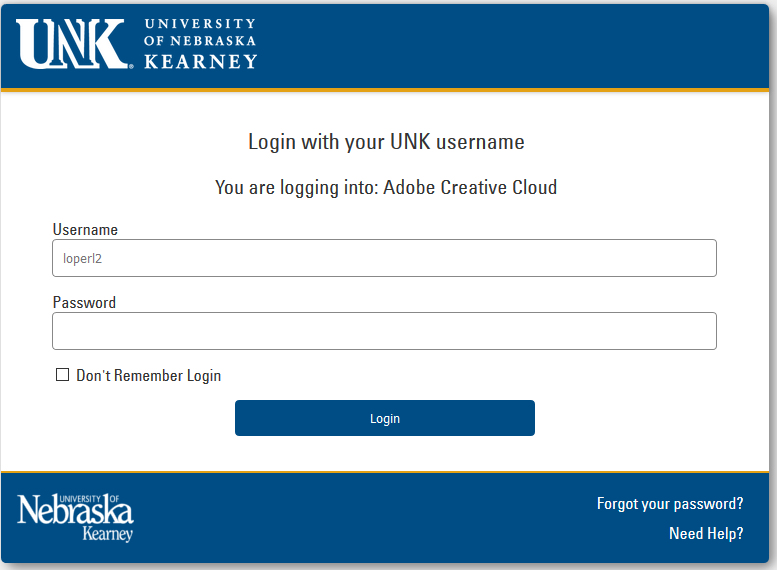 UNK.
UNIVERSITY
OF NEBRASKA
KEARNEY
Login with your UNK username
You are logging into: Adobe Creative Cloud
Username
loperl2
Password
Don't Remember Login
Login
UNIVERSITY OF
Nebraska
Kearney
Forgot your password?
Need Help?